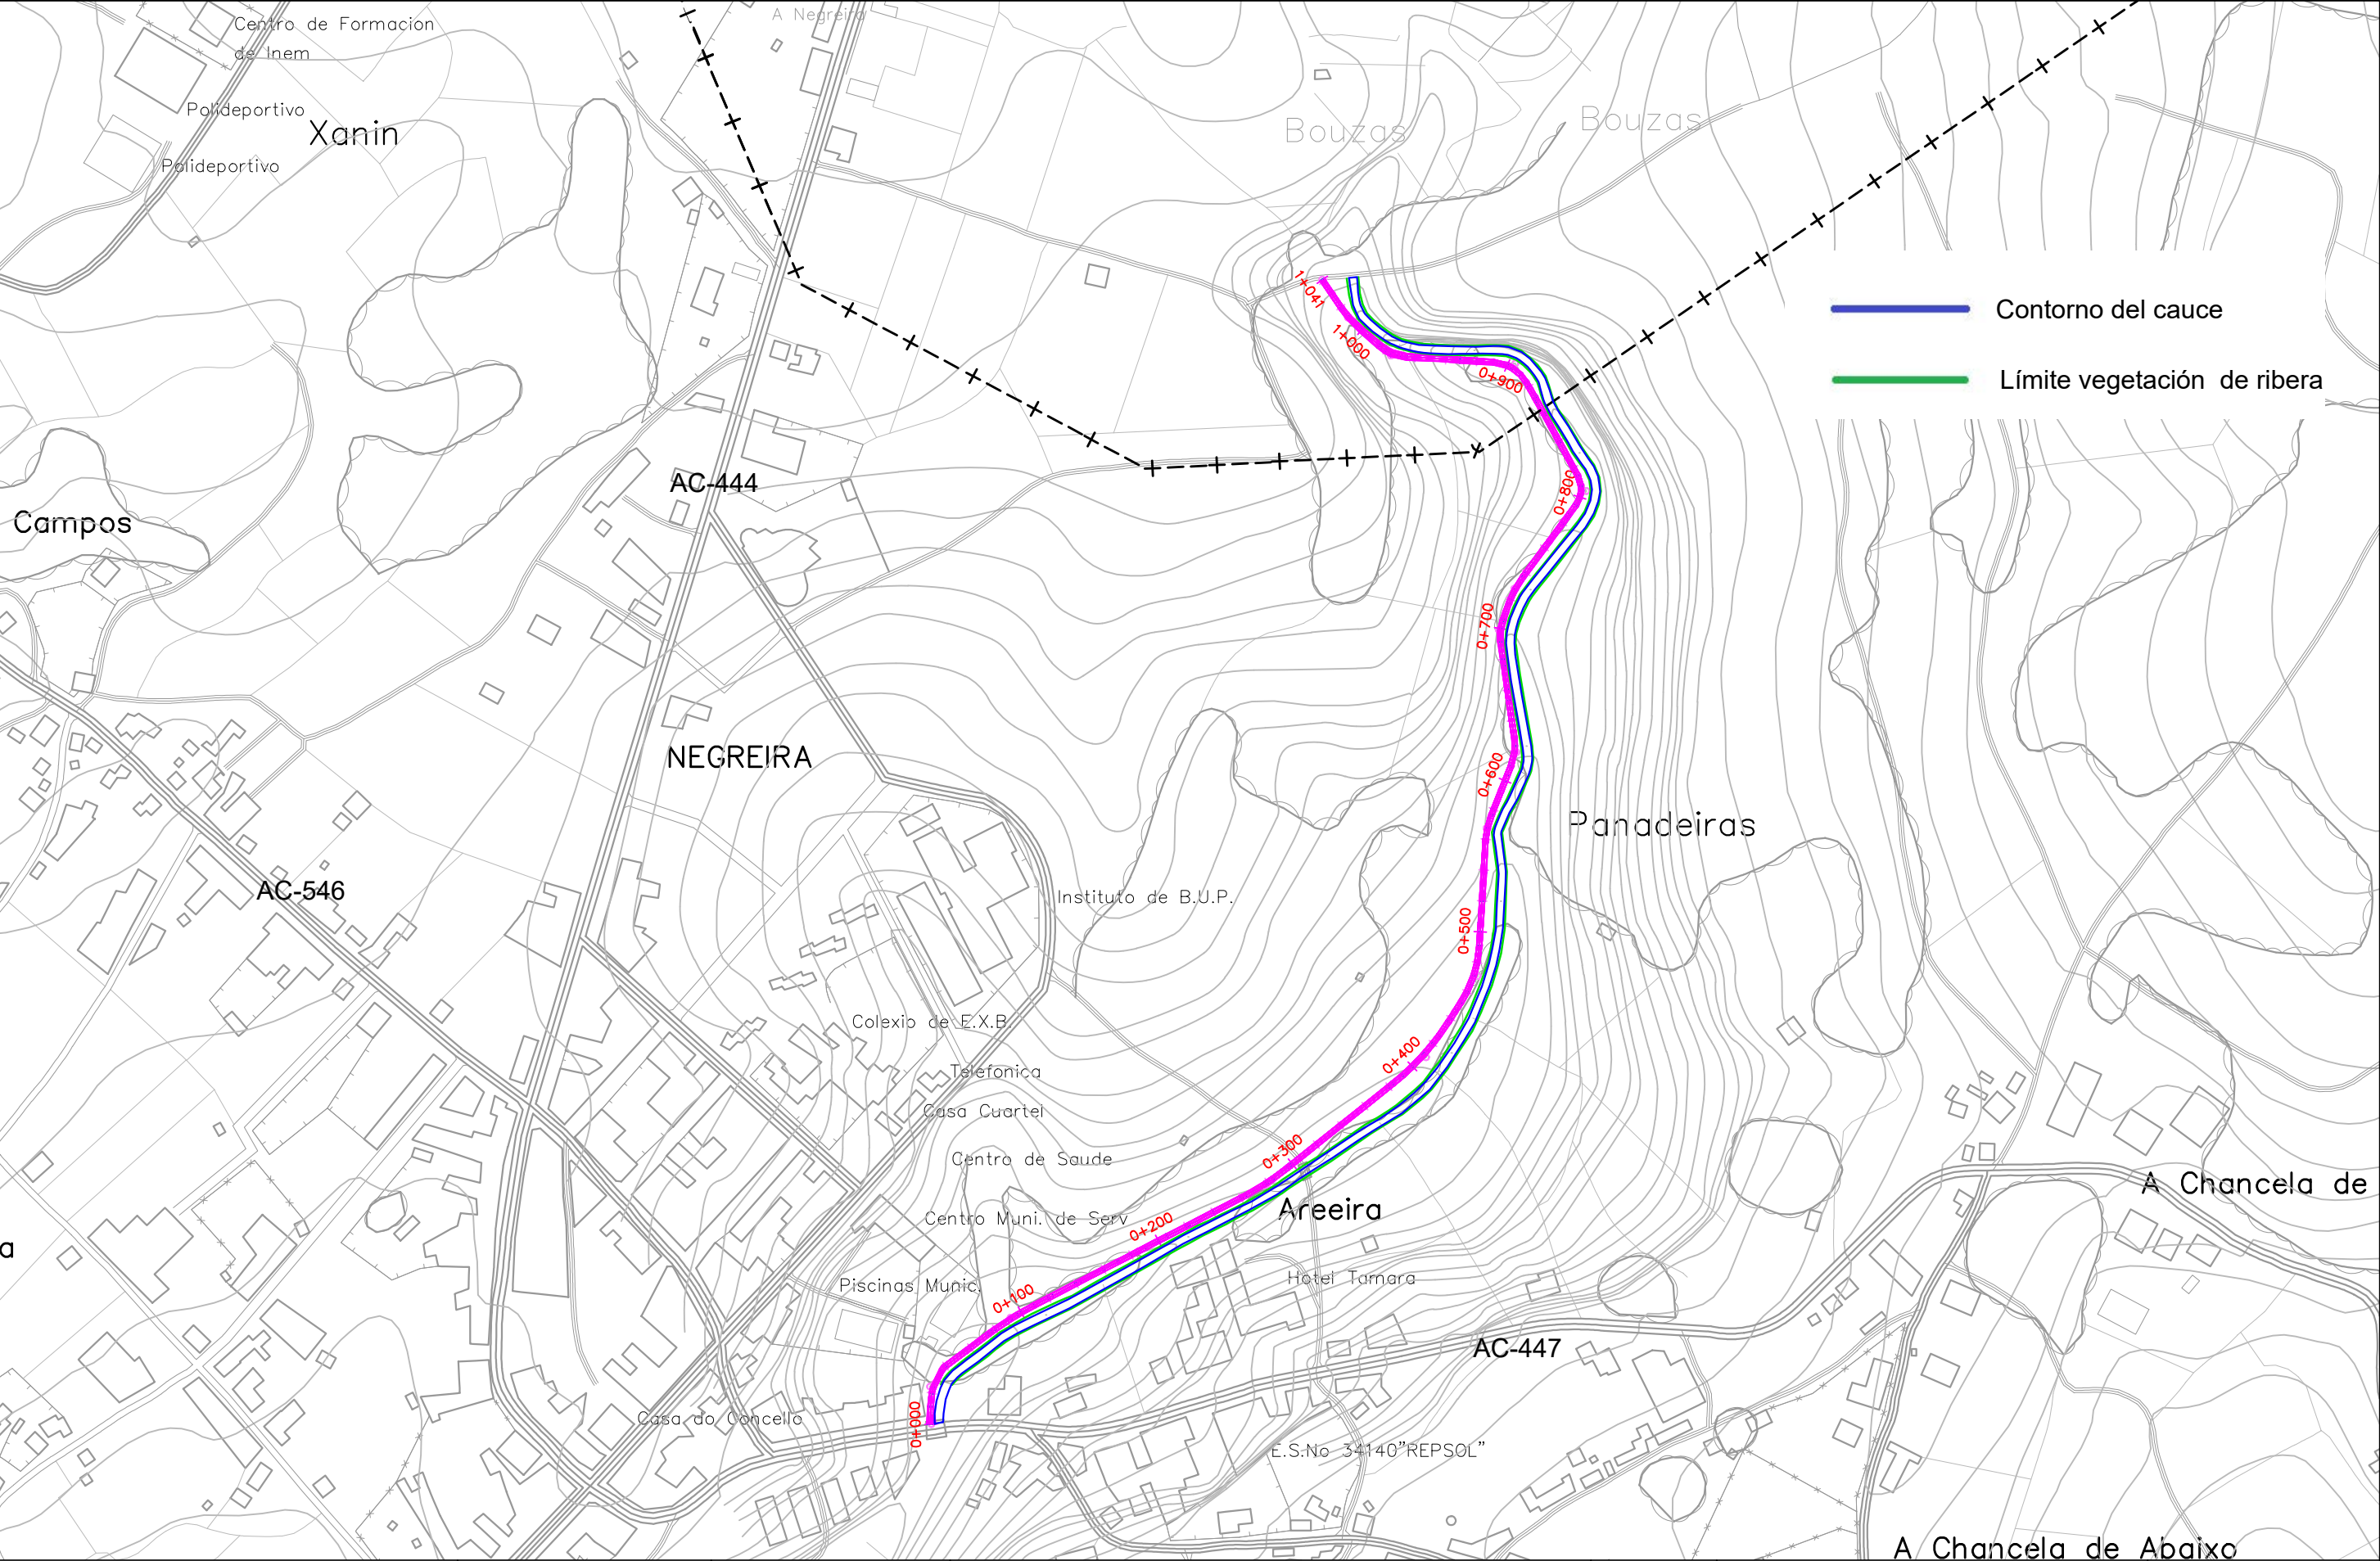 A Negreira
Centro de Formacion
de Inem
Polideportivo
Xanin
Polideportivo
Bouzas
Bouzas
1+041
1+000
0+900
Contorno del cauce
Límite vegetación de ribera
AC-444
0+800
Campos
0+700
NEGREIRA
0+600
Panadeiras
AC-546
Instituto de B.U.P.
0+500
Colexio de E.X.B.
0+400
Telefonica
Casa Cuartel
0+300
Centro de Saude
A Chancela de
Areeira
Centro Muni. de Serv
0+200
a
Hotel Tamara
Piscinas Munic.
0+100
AC-447
Casa do Concello
0+000
E.S.No 34140"REPSOL"
A Chancela de Abaixo